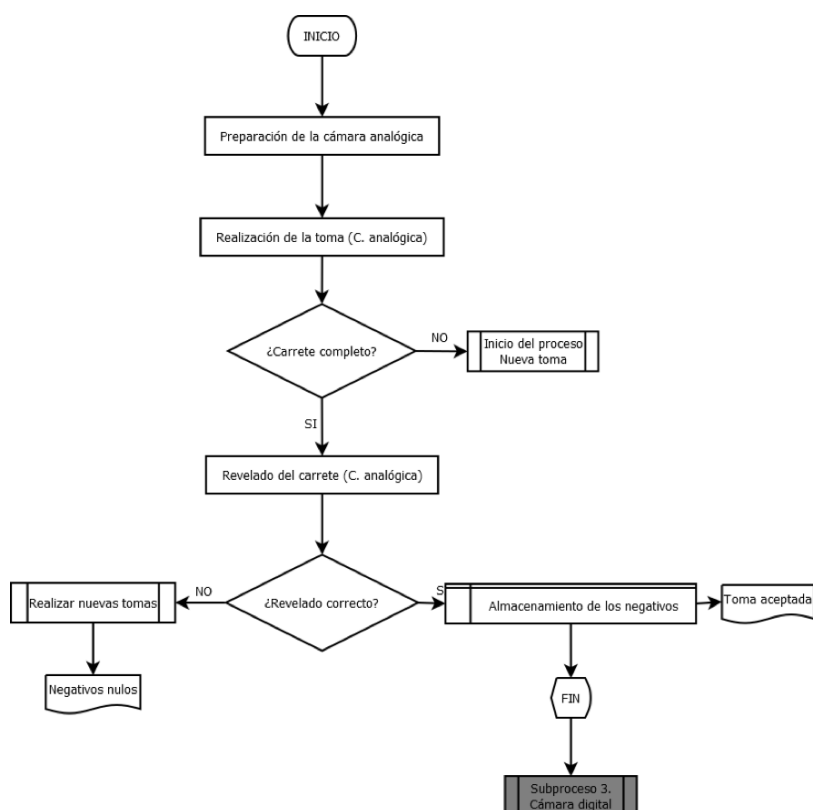 INICIO
Preparación de la cámara analógica
Realización de la toma (C. analógica)
¿Carrete completo?
NO
Inicio del proceso
Nueva toma
SI
Revelado del carrete (C. analógica)
NO
¿Revelado correcto?
S
Realizar nuevas tomas
Almacenamiento de los negativos
Toma aceptada
Negativos nulos
FIN
Subproceso 3.
Cámara digital